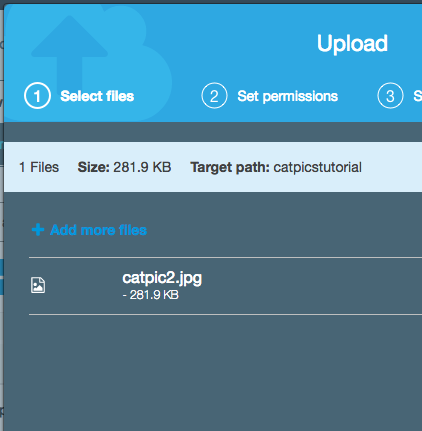 Upload
1 Select files 2 Set permissions 3 S
1 Files Size: 281.9 KB Target path: catpicstutorial
+ Add more files
catpic2.jpg
- 281.9 KB